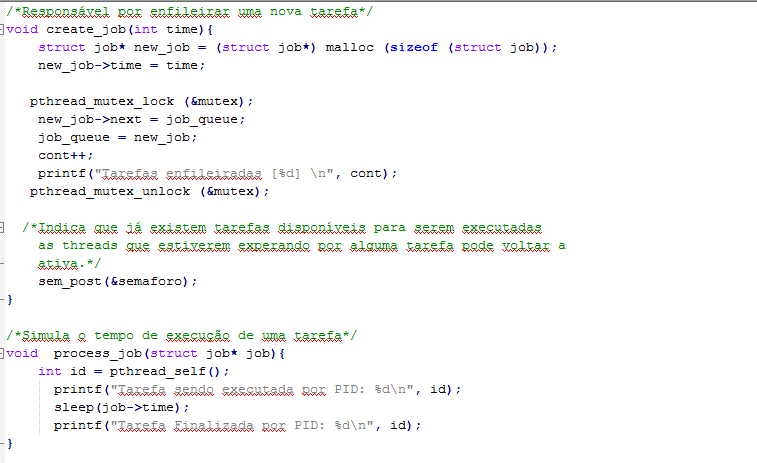 /*Responsável por enfileirar uma nova tarefa*/
void create_job(int time){
struct job* new_job = (struct job*) malloc (sizeof (struct job));
new_job->time = time;
pthread_mutex_lock (&mutex);
new_job->next = job_queue;
job_queue = new_job;
cont++;
printf("Tarefas enfileiradas [%d] \n", cont);
pthread_mutex_unlock (&mutex);
/*Indica que já existem tarefas disponíveis para serem executadas
as threads que estiverem experando por alguma tarefa pode voltar a
ativa.*/
sem_post(&semaforo);
}
/*Simula o tempo de execução de uma tarefa*/
void  process_job(struct job* job){
int id = pthread_self();
printf("Tarefa sendo executada por PID: %d\n", id);
sleep(job->time);
printf("Tarefa Finalizada por PID: %d\n", id);
}